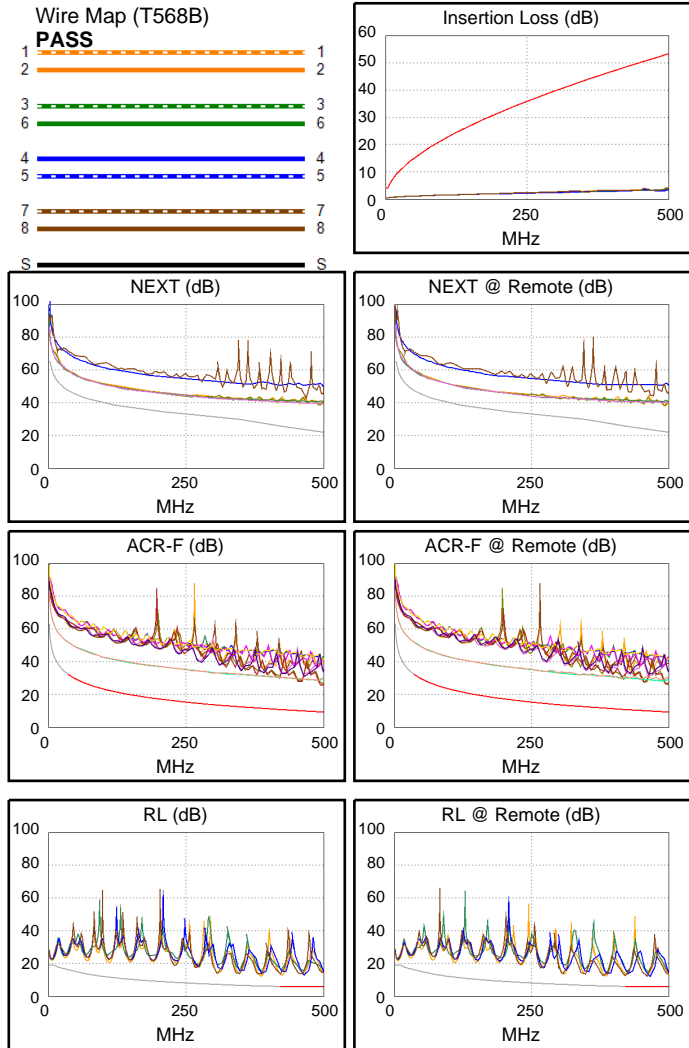 Wire Map (T568B)
PASS
1 1
2 2
3 3
6 6
4 4
5 5
7 7
8 8
S S
Insertion Loss (dB)
60
50
40
30
20
10
0
0 250 500
MHz
NEXT (dB)
100
80
60
40
20
0
0 250 500
MHz
NEXT @ Remote (dB)
100
80
60
40
20
0
0 250 500
MHz
ACR-F (dB)
100
80
60
40
20
0
0 250 500
MHz
ACR-F @ Remote (dB)
100
80
60
40
20
0
0 250 500
MHz
RL (dB)
100
80
60
40
20
0
0 250 500
MHz
RL @ Remote (dB)
100
80
60
40
20
0
0 250 500
MHz